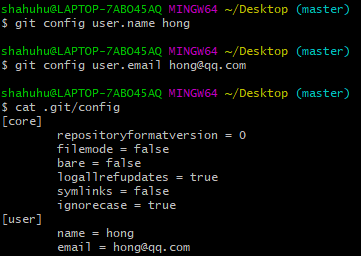 shahuhu@LAPTOP-7ABO45AQ MINGW64 ~/Desktop (master)
$ git config user.name hong
shahuhu@LAPTOP-7ABO45AQ MINGW64 ~/Desktop (master)
$ git config user.email hong@qq.com
shahuhu@LAPTOP-7ABO45AQ MINGW64 ~/Desktop (master)
$ cat .git/config
[core]
        repositoryformatversion = 0
        filemode = false
        bare = false
        logallrefupdates = true
        symlinks = false
        ignorecase = true
[user]
        name = hong
        email = hong@qq.com